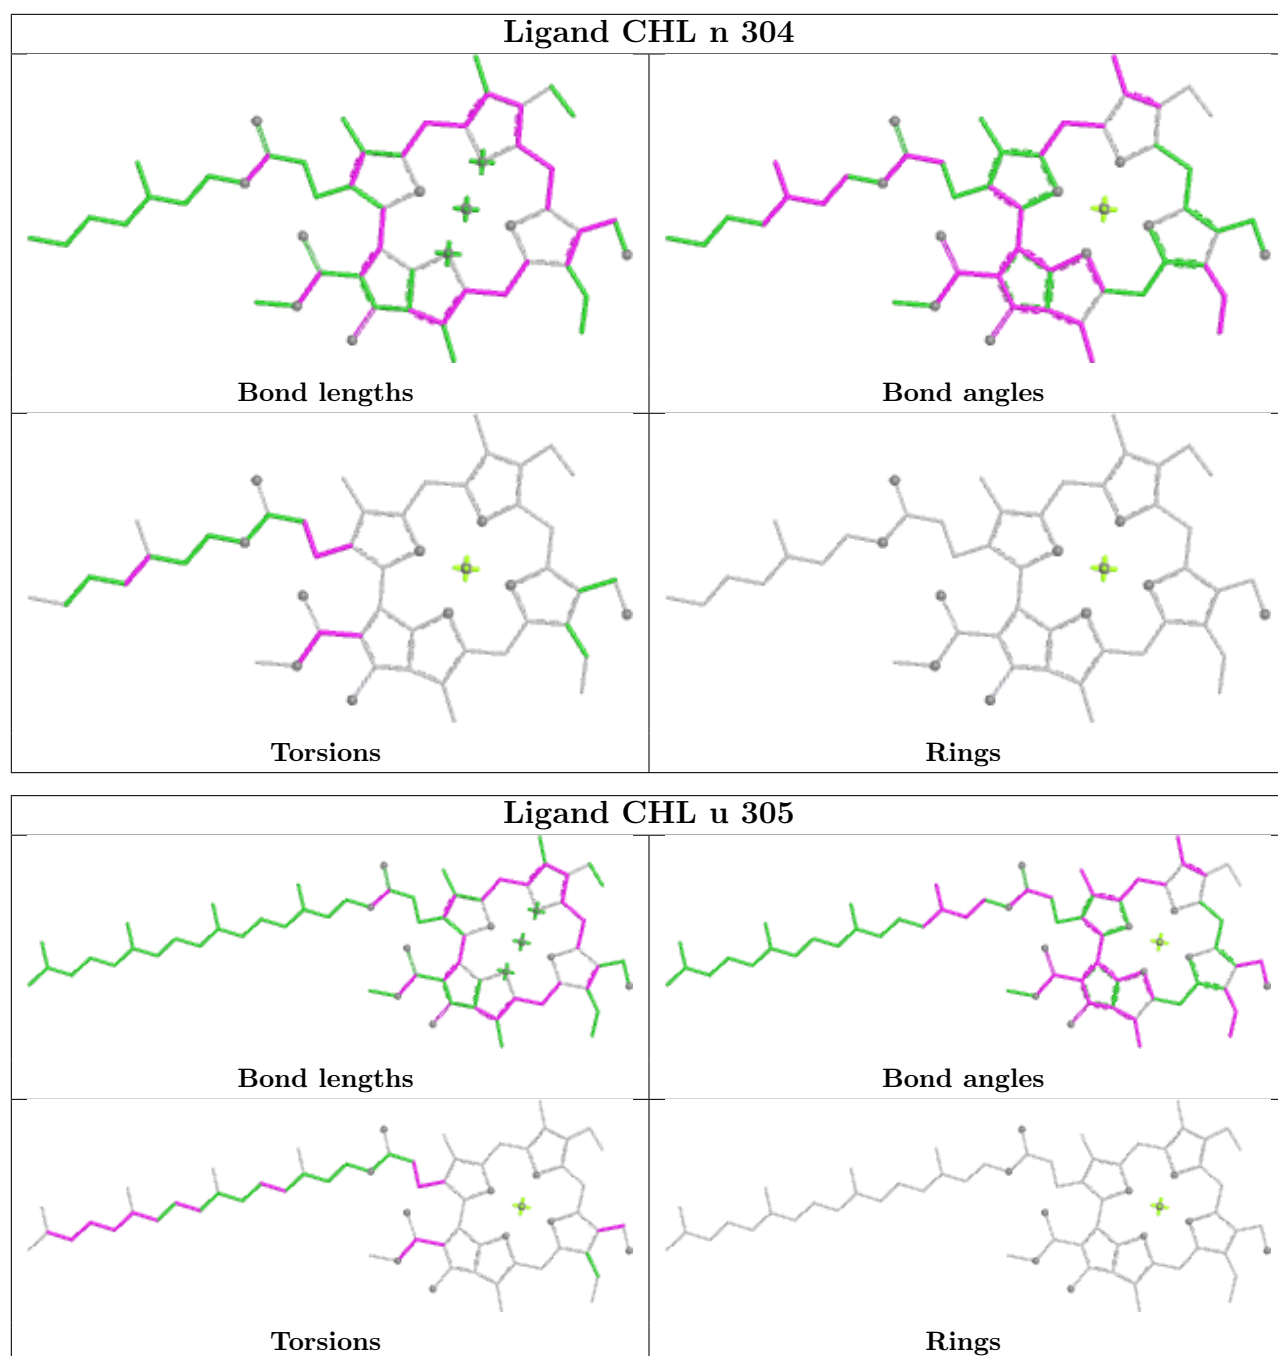 Ligand CHL n 304
Bond lengths
Bond angles
Torsions
Rings
Ligand CHL u 305
Bond lengths
Bond angles
Torsions
Rings